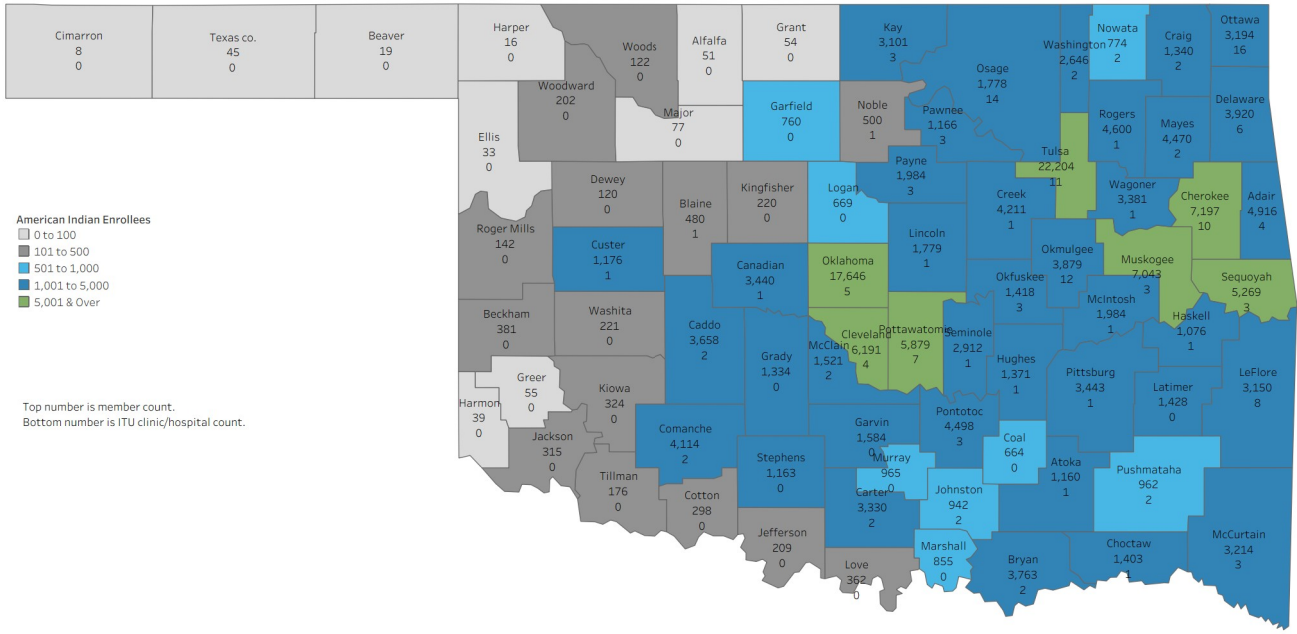 Cimarron
8
0
Texas co.
45
0
Beaver
19
0
Harper
16
0
Woods
122
0
Alfalfa
51
0
Grant
54
0
Kay
3,101
3
Osage
1,778
14
Washington
2,646
2
Nowata
774
2
Craig
1,340
2
Ottawa
3,194
16
Woodward
202
0
Major
77
0
Garfield
760
0
Noble
500
1
Pawnee
1,166
3
Rogers
4,600
1
Mayes
4,470
2
Delaware
3,920
6
Ellis
33
0
Dewey
120
0
Blaine
480
1
Kingfisher
220
0
Logan
669
0
Payne
1,984
3
Creek
4,211
1
Tulsa
22,204
11
Wagoner
3,381
1
Cherokee
7,197
10
Adair
4,916
4
American Indian Enrollees
0 to 100
101 to 500
501 to 1,000
1,001 to 5,000
5,001 & Over
Roger Mills
142
0
Custer
1,176
1
Canadian
3,440
1
Oklahoma
17,646
5
Lincoln
1,779
1
Okfuskee
1,418
3
Okmulgee
3,879
12
Muskogee
7,043
3
Sequoyah
5,269
3
Beckham
381
0
Washita
221
0
Caddo
3,658
2
Grady
1,334
0
McClain
1,521
2
Cleveland
6,191
4
Pottawatomie
5,879
7
Seminole
2,912
1
Hughes
1,371
1
McIntosh
1,984
1
Haskell
1,076
1
Pittsburg
3,443
1
Latimer
1,428
0
LeFlore
3,150
8
Top number is member count.
Bottom number is ITU clinic/hospital count.
Harmon
39
0
Greer
55
0
Kiowa
324
0
Jackson
315
0
Comanche
4,114
2
Stephens
1,163
0
Garvin
1,584
0
Murray
965
0
Pontotoc
4,498
3
Coal
664
0
Atoka
1,160
1
Pushmataha
962
2
Tillman
176
0
Cotton
298
0
Carter
3,330
2
Johnston
942
2
Jefferson
209
0
Love
362
0
Marshall
855
0
Bryan
3,763
2
Choctaw
1,403
1
McCurtain
3,214
3